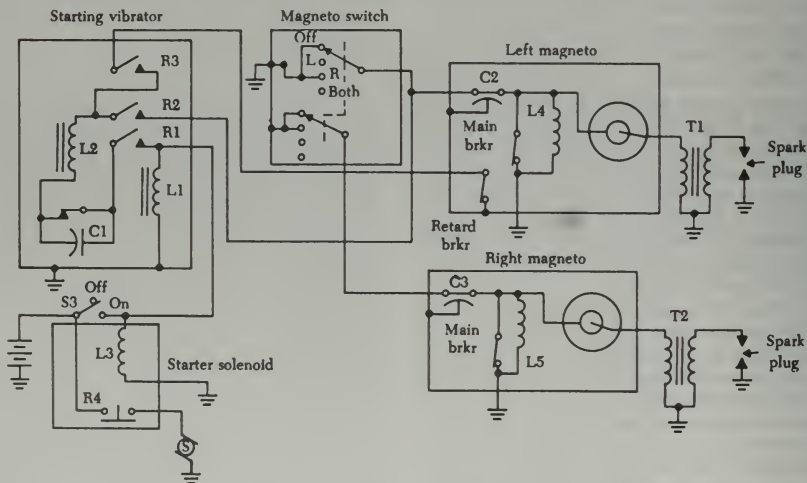 Starting vibrator
Magneto switch
Off
L
R
Both
Left magneto
R3
R2
R1
L2
L1
C1
C2
Main
brkr
L4
T1
Spark
plug
Retard
brkr
Right magneto
C3
Main
brkr
L5
T2
Spark
plug
Off
S3
On
L3
Starter solenoid
R4
S